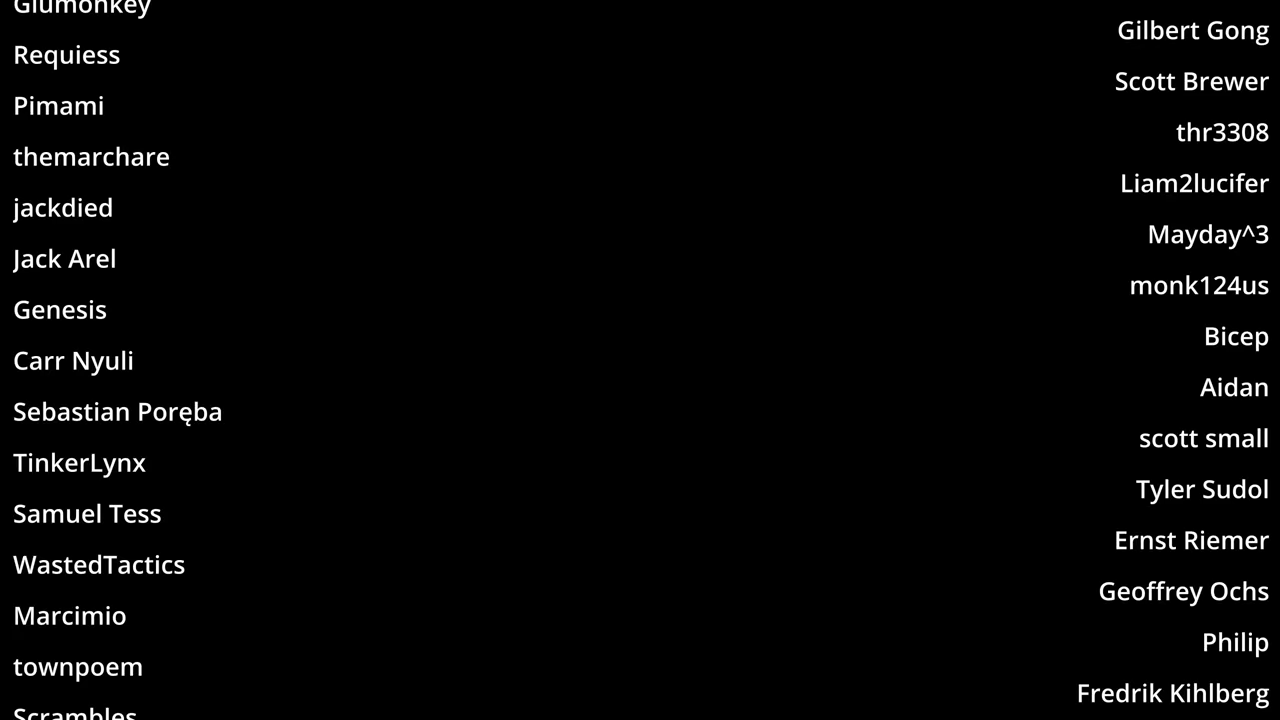 Glumonkey
Requiess
Pimami
themarchare
jackdied
Jack Arel
Genesis
Carr Nyuli
Sebastian Poręba
TinkerLynx
Samuel Tess
WastedTactics
Marcimio
townpoem
Scrambles
Gilbert Gong
Scott Brewer
thr3308
Liam2lucifer
Mayday^3
monk124us
Bicep
Aidan
scott small
Tyler Sudol
Ernst Riemer
Geoffrey Ochs
Philip
Fredrik Kihlberg